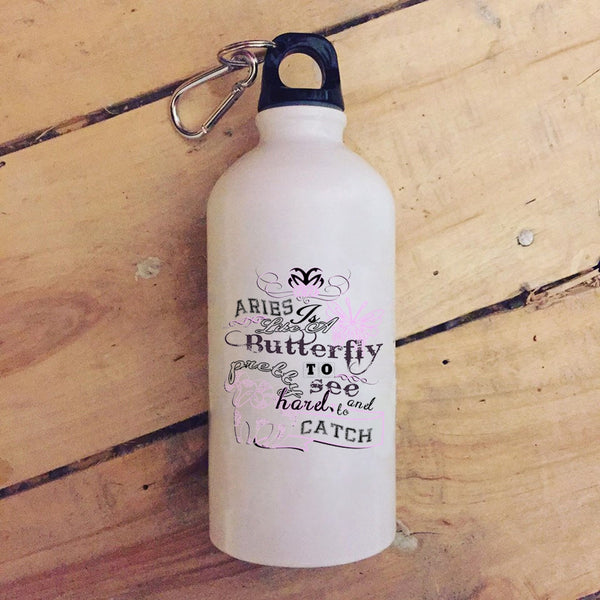 ARIES Is
Like A
Butterfly
pretty TO
see
hard and
to
CATCH